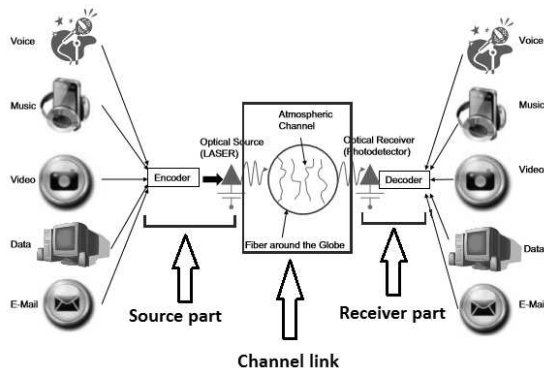 Voice
Music
Video
Data
E-Mail
Encoder
Optical Source
(LASER)
Atmospheric
Channel
Fiber around the Globe
Optical Receiver
(Photodetector)
Decoder
Voice
Music
Video
Data
E-Mail
Source part
Channel link
Receiver part